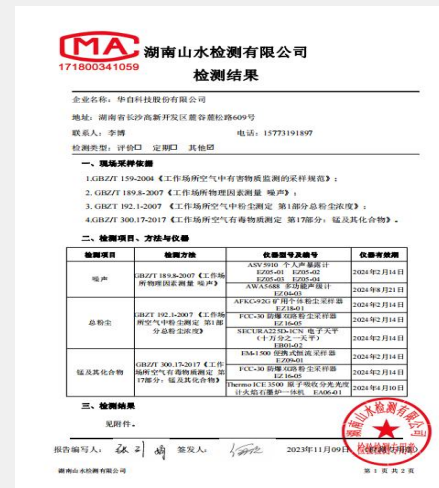 MA
171800341059
湖南山水检测有限公司
检测结果
企业名称：华自科技股份有限公司
地址：湖南省长沙高新开发区麓谷麓松路609号
联系人：李博 电话：15773191897
检测类型：评价□ 定期□ 其他☑
一、现场采样依据
1.GBZ/T 159-2004《工作场所空气中有害物质监测的采样规范》；
2. GBZ/T 189.8-2007《工作场所物理因素测量 噪声》；
3. GBZ/T 192.1-2007《工作场所空气中粉尘测定 第1部分总粉尘浓度》；
4.GBZ/T 300.17-2017《工作场所空气有毒物质测定 第17部分：锰及其化合物》。
二、检测项目、方法与仪器
检测项目 检测方法 仪器型号及编号 仪器有效期
噪声
GBZ/T 189.8-2007《工作场
所物理因素测量 噪声》
ASV5910 个人声暴露计
EZ05-01 EZ05-02
EZ05-03 EZ05-04
2024年2月14日
AWA5688 多功能声级计
EZ04-03
2024年8月21日
总粉尘
GBZ/T 192.1-2007《工作场
所空气中粉尘测定 第1部
分总粉尘浓度》
AFKC-92G 矿用个体粉尘采样器
EZ18-01
2024年2月14日
FCC-30 防爆双路粉尘采样器
EZ16-05
2024年2月14日
SECURA225D-1CN 电子天平
（十万分之一天平）
EB01-02
2024年2月14日
锰及其化合物
GBZ/T 300.17-2017《工作
场所空气有毒物质测定 第
17部分：锰及其化合物》
EM-1500 便携式恒流采样器
EZ09-01
2024年2月14日
FCC-30 防爆双路粉尘采样器
EZ16-05
2024年2月14日
Thermo ICE 3500 原子吸收分光光度
计火焰石墨炉一体机 EA06-01
2024年4月10日
三、检测结果
见附件。
报告编写人： 签发人： 2023年11月09日
湖南山水检测有限公司
检验检测专用章
湖南山水检测有限公司 第 1 页 共 2 页